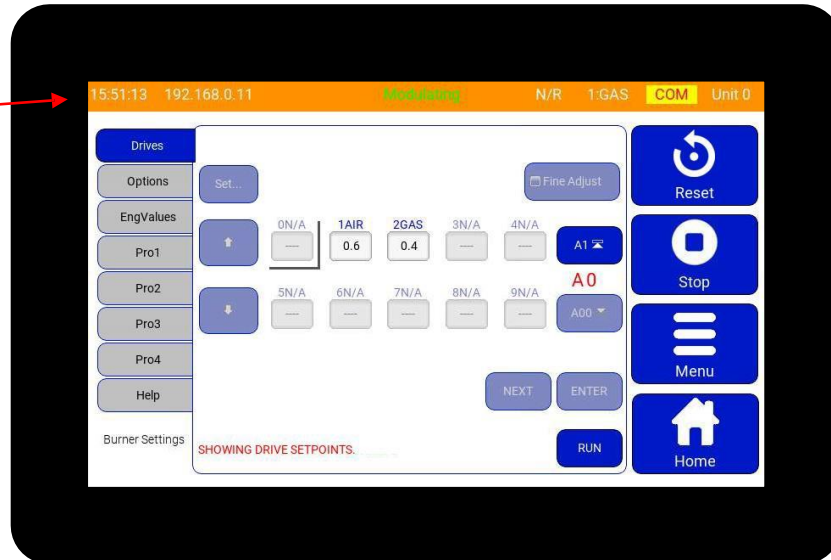 15:51:13 192.168.0.11 Modulating N/R 1:GAS COM Unit 0
Drives
Options
EngValues
Pro1
Pro2
Pro3
Pro4
Help
Burner Settings
Set...
Fine Adjust
0N/A 1AIR 2GAS 3N/A 4N/A
---- 0.6 0.4 ---- ----
A1
A0
5N/A 6N/A 7N/A 8N/A 9N/A
---- ---- ---- ---- ----
A00
NEXT ENTER
SHOWING DRIVE SETPOINTS.
RUN
Reset
Stop
Menu
Home